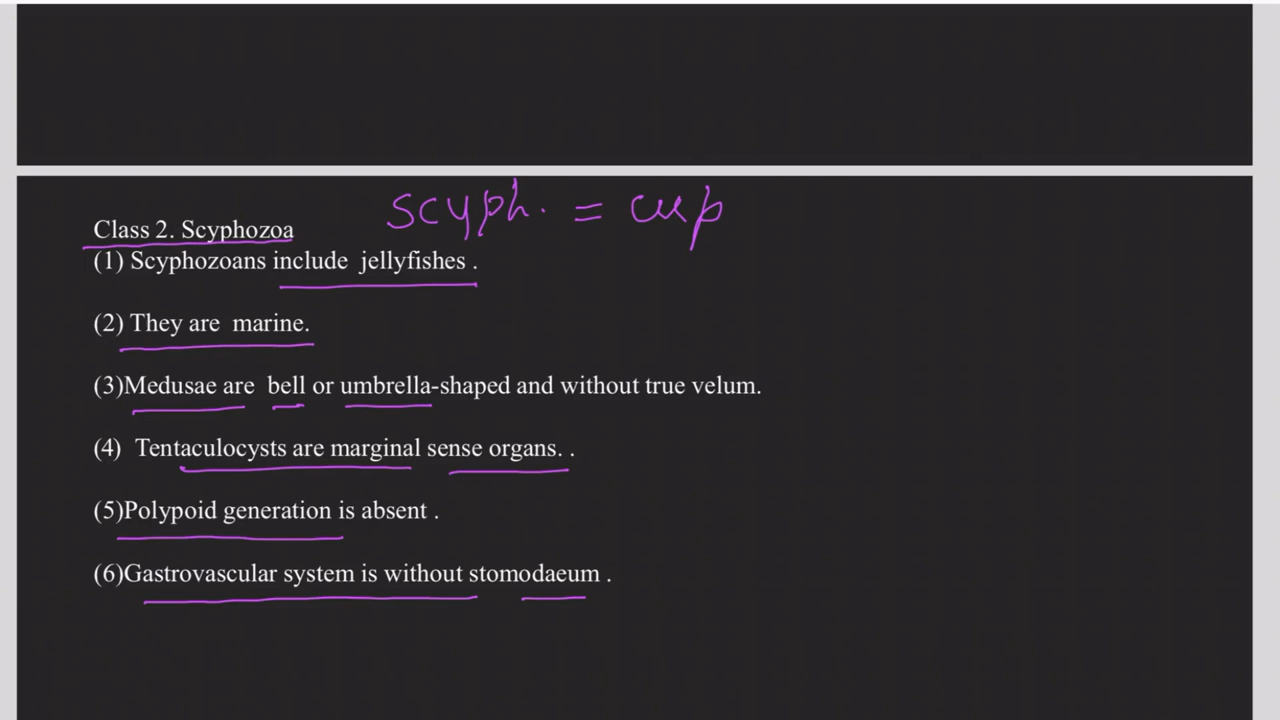 scyph. = cup
Class 2. Scyphozoa
(1) Scyphozoans include jellyfishes .
(2) They are marine.
(3)Medusae are bell or umbrella-shaped and without true velum.
(4) Tentaculocysts are marginal sense organs. .
(5)Polypoid generation is absent .
(6)Gastrovascular system is without stomodaeum .